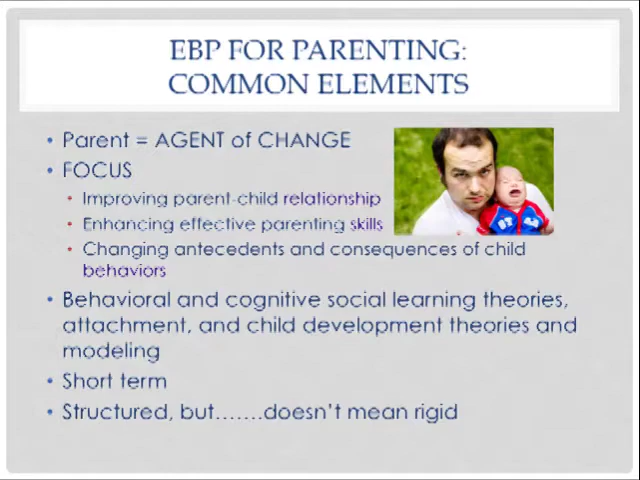 EBP FOR PARENTING:
COMMON ELEMENTS
• Parent = AGENT of CHANGE
• FOCUS
• Improving parent-child relationship
• Enhancing effective parenting skills
• Changing antecedents and consequences of child
behaviors
• Behavioral and cognitive social learning theories,
attachment, and child development theories and
modeling
• Short term
• Structured, but…….doesn't mean rigid